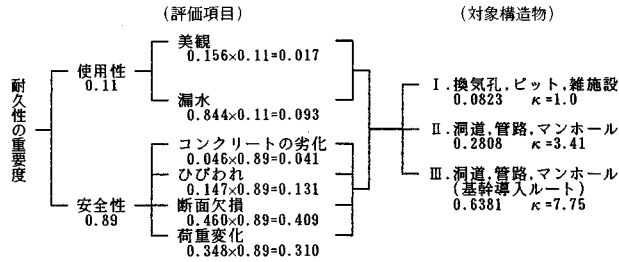 (評価項目)
(対象構造物)
耐久性の重要度
使用性
0.11
美観
0.156×0.11=0.017
漏水
0.844×0.11=0.093
安全性
0.89
コンクリートの劣化
0.046×0.89=0.041
ひびわれ
0.147×0.89=0.131
断面欠損
0.460×0.89=0.409
荷重変化
0.348×0.89=0.310
Ⅰ.換気孔,ピット,雑施設
0.0823 κ=1.0
Ⅱ.洞道,管路,マンホール
0.2808 κ=3.41
Ⅲ.洞道,管路,マンホール
(基幹導入ルート)
0.6381 κ=7.75